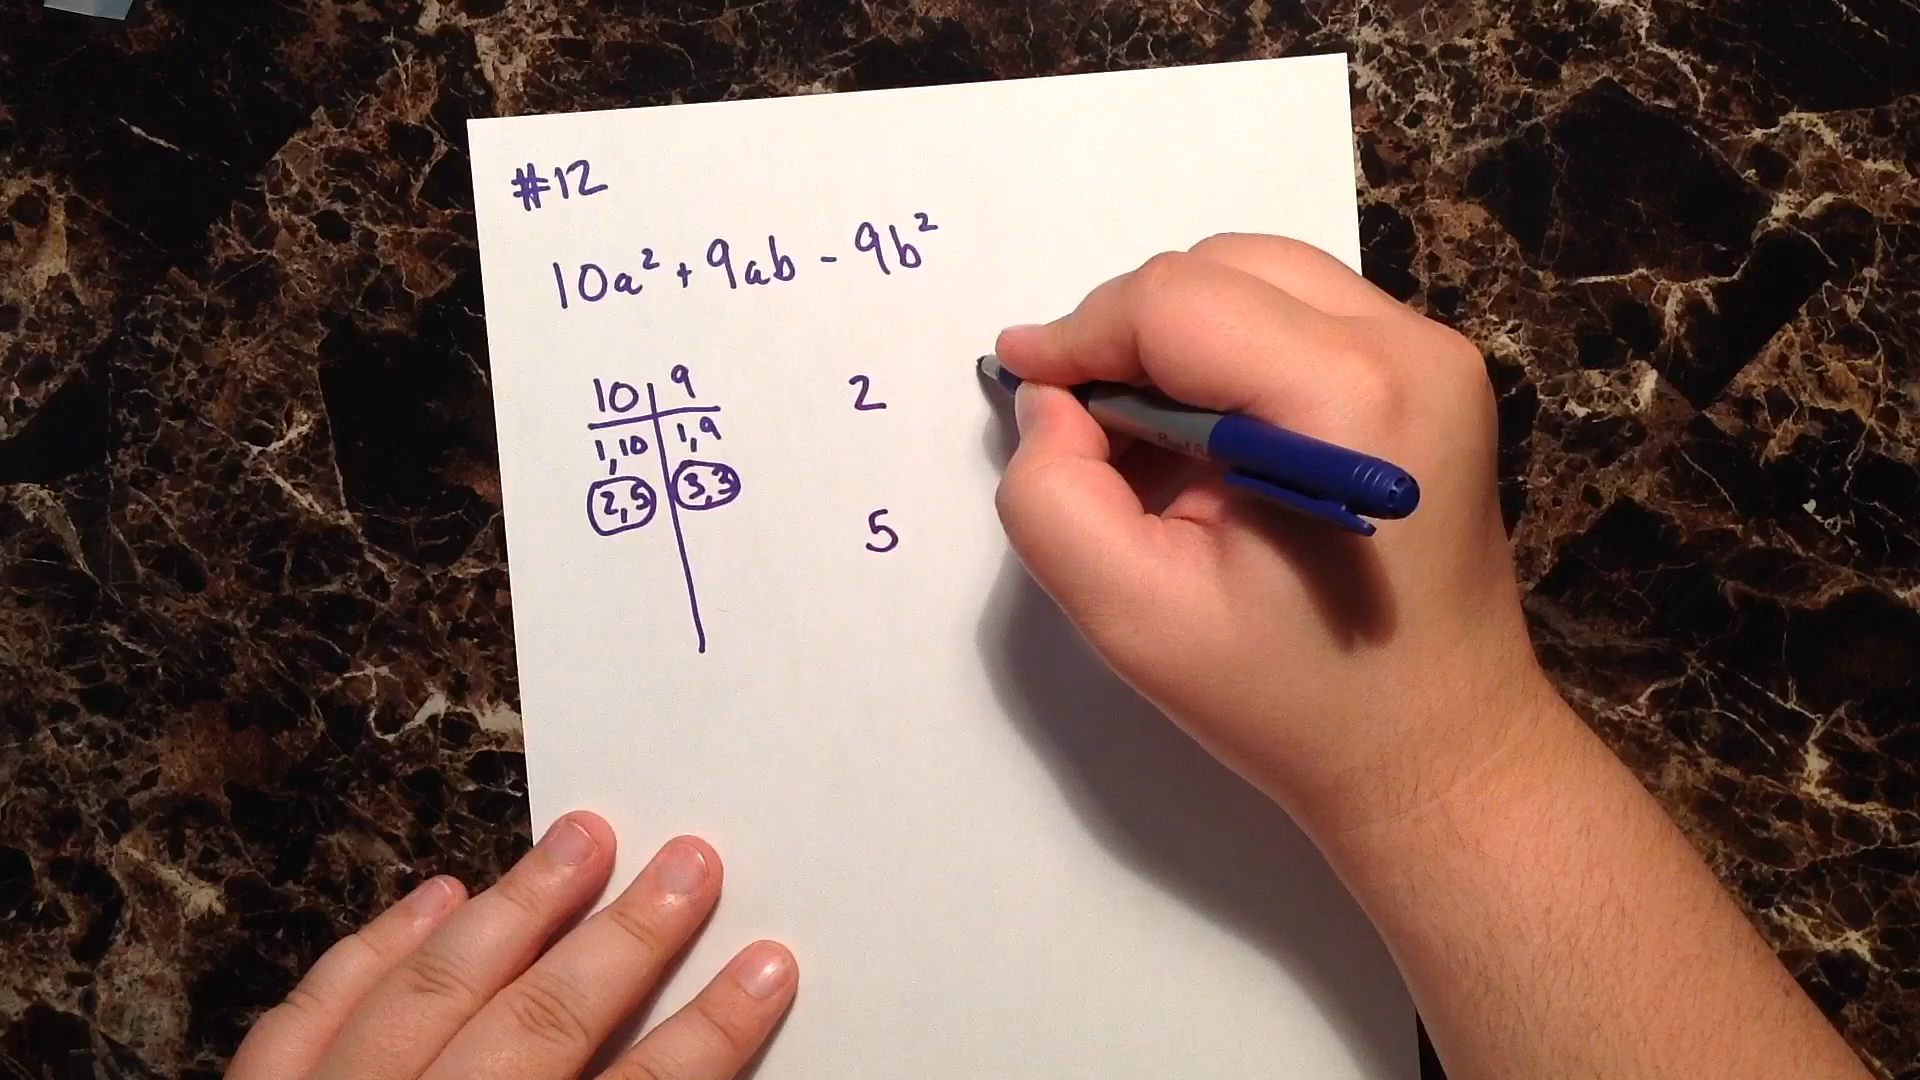 #12
10a² + 9ab - 9b²
10 | 9
1,10 | 1,9
2,5 | 3,3
2
5